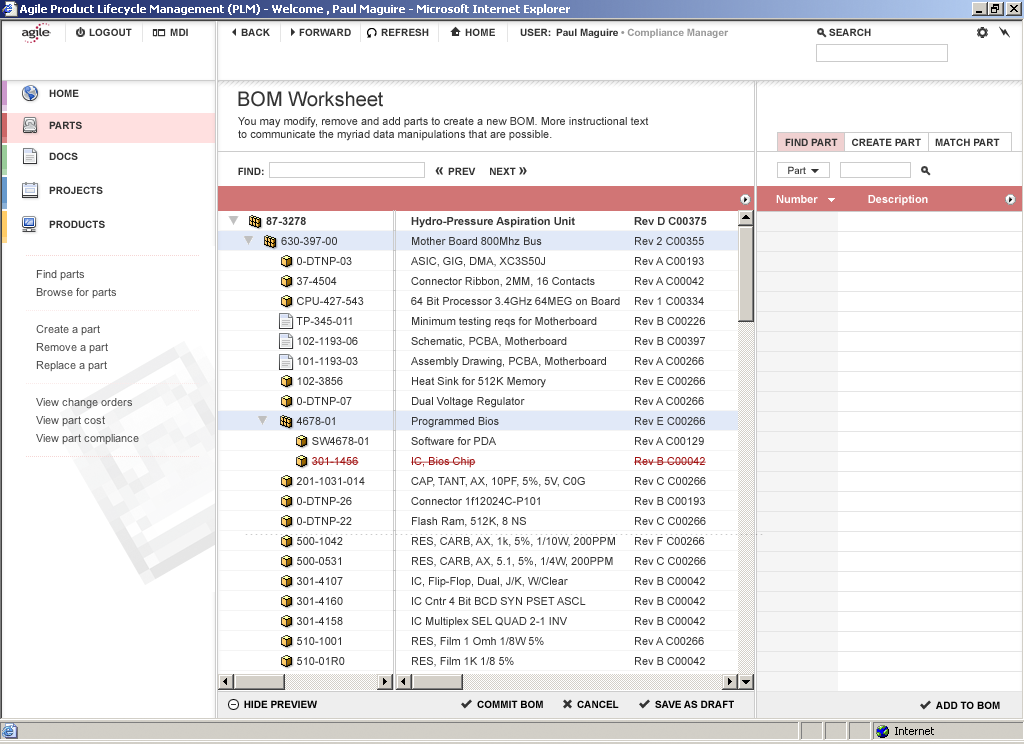 Agile Product Lifecycle Management (PLM) - Welcome , Paul Maguire - Microsoft Internet Explorer
agile LOGOUT MDI BACK FORWARD REFRESH HOME USER: Paul Maguire • Compliance Manager SEARCH
HOME
PARTS
DOCS
PROJECTS
PRODUCTS
Find parts
Browse for parts
Create a part
Remove a part
Replace a part
View change orders
View part cost
View part compliance
BOM Worksheet
You may modify, remove and add parts to create a new BOM. More instructional text
to communicate the myriad data manipulations that are possible.
FIND: « PREV NEXT »
87-3278 Hydro-Pressure Aspiration Unit Rev D C00375
630-397-00 Mother Board 800Mhz Bus Rev 2 C00355
0-DTNP-03 ASIC, GIG, DMA, XC3S50J Rev A C00193
37-4504 Connector Ribbon, 2MM, 16 Contacts Rev A C00042
CPU-427-543 64 Bit Processor 3.4GHz 64MEG on Board Rev 1 C00334
TP-345-011 Minimum testing reqs for Motherboard Rev B C00226
102-1193-06 Schematic, PCBA, Motherboard Rev B C00397
101-1193-03 Assembly Drawing, PCBA, Motherboard Rev A C00266
102-3856 Heat Sink for 512K Memory Rev E C00266
0-DTNP-07 Dual Voltage Regulator Rev A C00266
4678-01 Programmed Bios Rev E C00266
SW4678-01 Software for PDA Rev A C00129
301-1456 IC, Bios Chip Rev B C00042
201-1031-014 CAP, TANT, AX, 10PF, 5%, 5V, C0G Rev C C00266
0-DTNP-26 Connector 1f12024C-P101 Rev B C00193
0-DTNP-22 Flash Ram, 512K, 8 NS Rev C C00266
500-1042 RES, CARB, AX, 1k, 5%, 1/10W, 200PPM Rev F C00266
500-0531 RES, CARB, AX, 5.1, 5%, 1/4W, 200PPM Rev C C00266
301-4107 IC, Flip-Flop, Dual, J/K, W/Clear Rev B C00042
301-4160 IC Cntr 4 Bit BCD SYN PSET ASCL Rev B C00042
301-4158 IC Multiplex SEL QUAD 2-1 INV Rev B C00042
510-1001 RES, Film 1 Omh 1/8W 5% Rev A C00266
510-01R0 RES, Film 1K 1/8 5% Rev B C00042
HIDE PREVIEW COMMIT BOM CANCEL SAVE AS DRAFT
FIND PART CREATE PART MATCH PART
Part
Number Description
ADD TO BOM
Internet